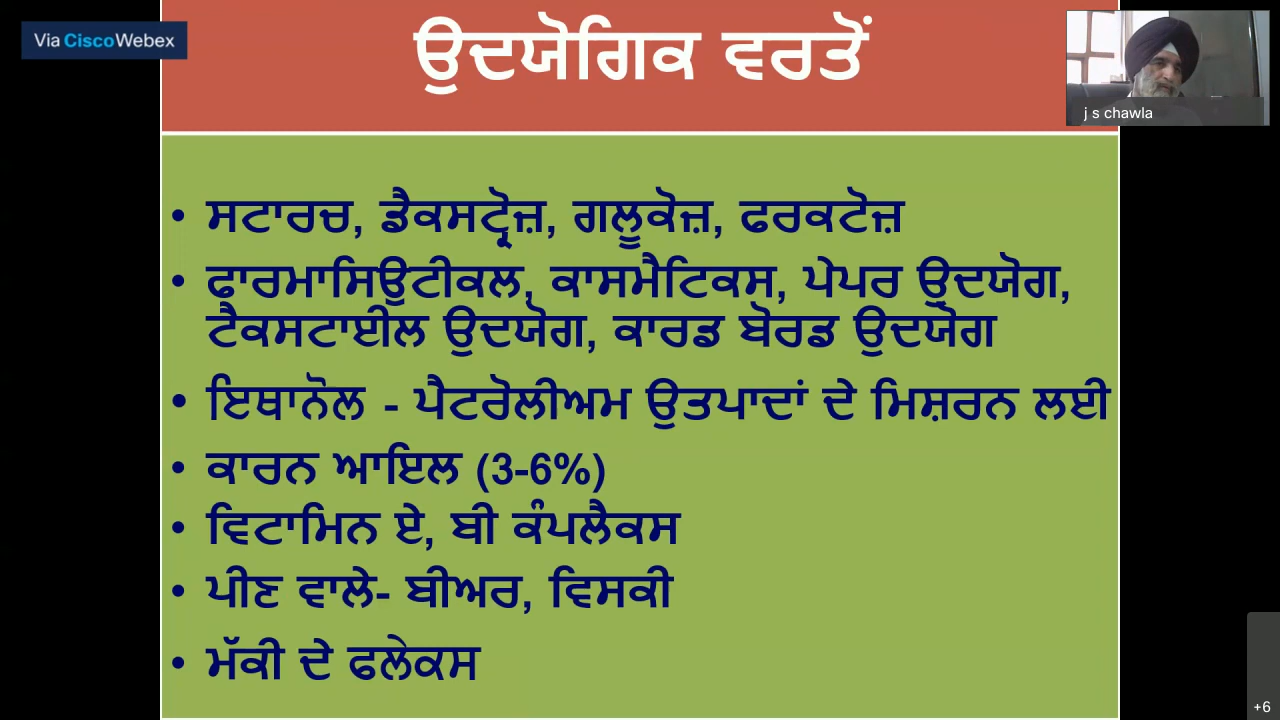 Via Cisco Webex
ਉਦਯੋਗਿਕ ਵਰਤੋਂ
j s chawla
• ਸਟਾਰਚ, ਡੈਕਸਟ੍ਰੋਜ਼, ਗਲੂਕੋਜ਼, ਫਰਕਟੋਜ਼
• ਫਾਰਮਾਸਿਉਟੀਕਲ, ਕਾਸਮੈਟਿਕਸ, ਪੇਪਰ ਉਦਯੋਗ,
ਟੈਕਸਟਾਈਲ ਉਦਯੋਗ, ਕਾਰਡ ਬੋਰਡ ਉਦਯੋਗ
• ਇਥਾਨੋਲ - ਪੈਟਰੋਲੀਅਮ ਉਤਪਾਦਾਂ ਦੇ ਮਿਸ਼ਰਨ ਲਈ
• ਕਾਰਨ ਆਇਲ (3-6%)
• ਵਿਟਾਮਿਨ ਏ, ਬੀ ਕੰਪਲੈਕਸ
• ਪੀਣ ਵਾਲੇ- ਬੀਅਰ, ਵਿਸਕੀ
• ਮੱਕੀ ਦੇ ਫਲੇਕਸ
+6